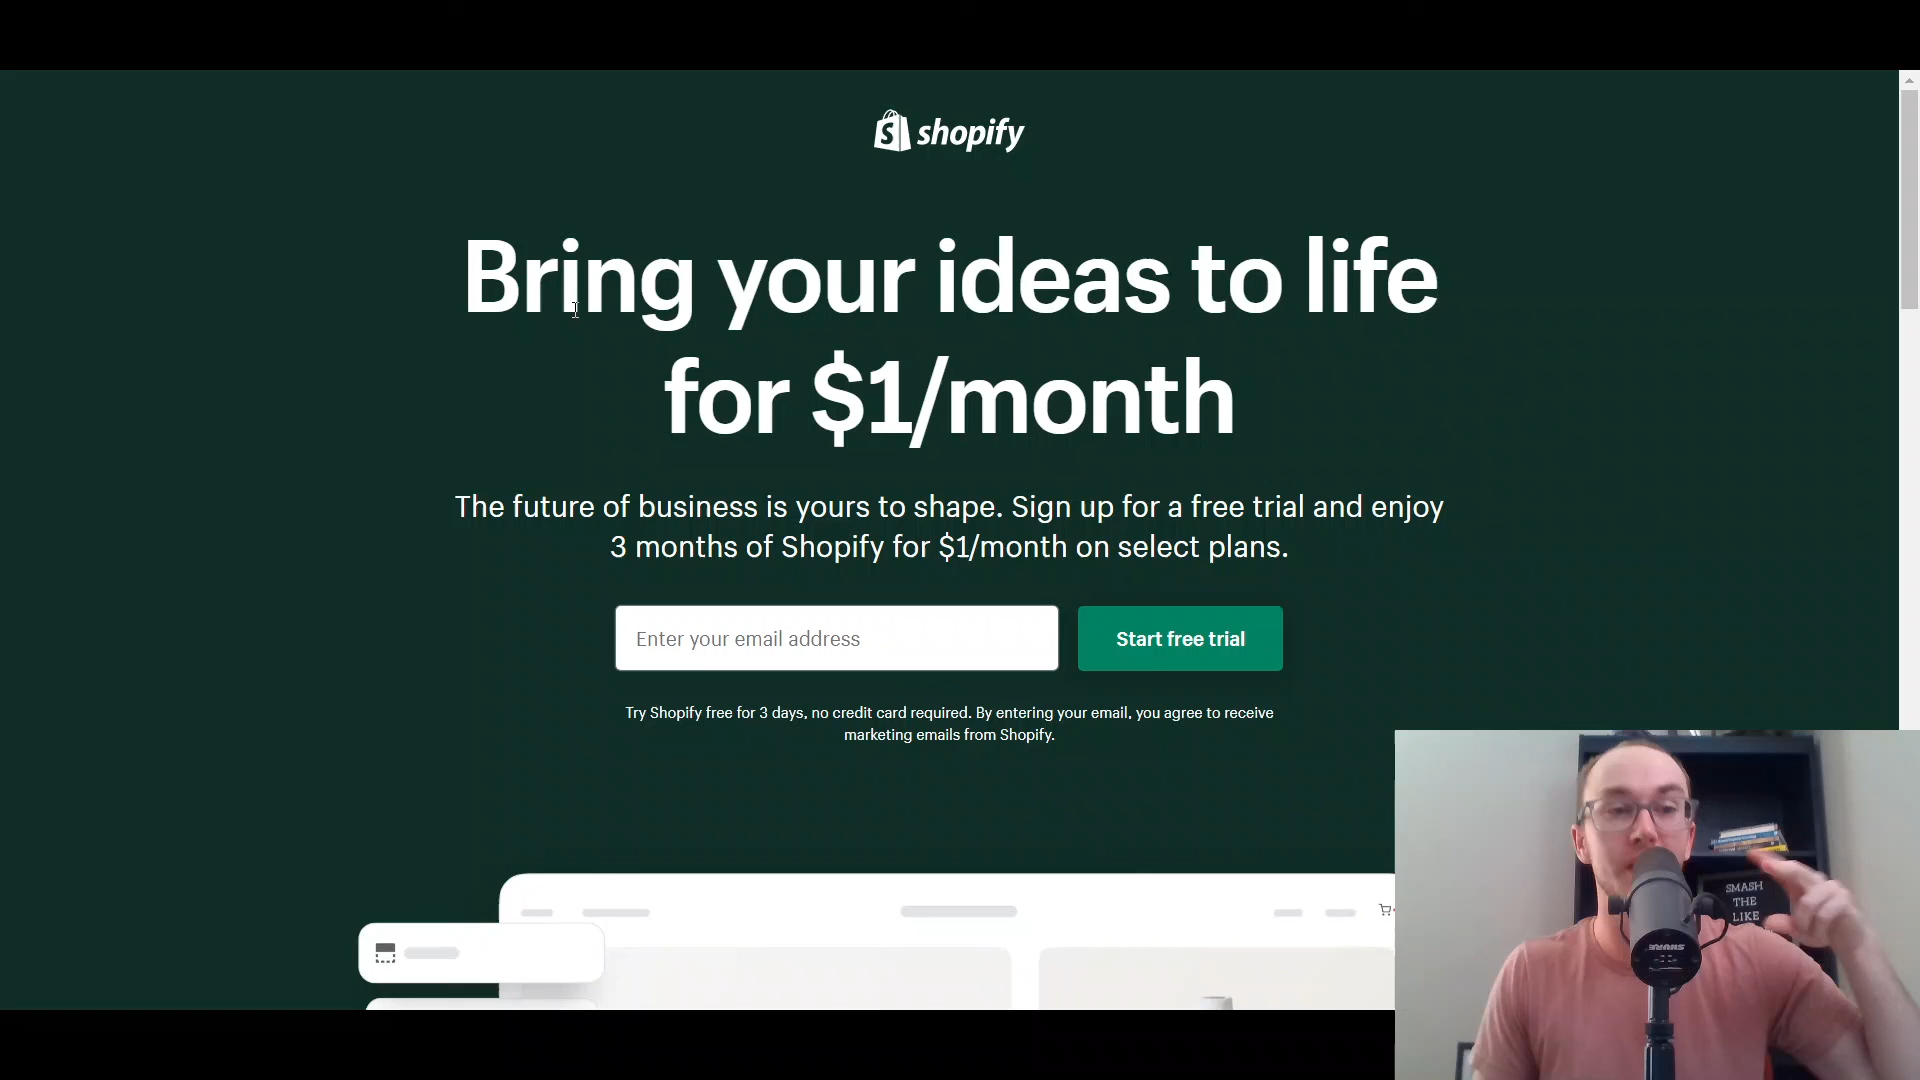 shopify
Bring your ideas to life
for $1/month
The future of business is yours to shape. Sign up for a free trial and enjoy
3 months of Shopify for $1/month on select plans.
Enter your email address
Start free trial
Try Shopify free for 3 days, no credit card required. By entering your email, you agree to receive
marketing emails from Shopify.
SMASH
THE
LIKE
SHURE